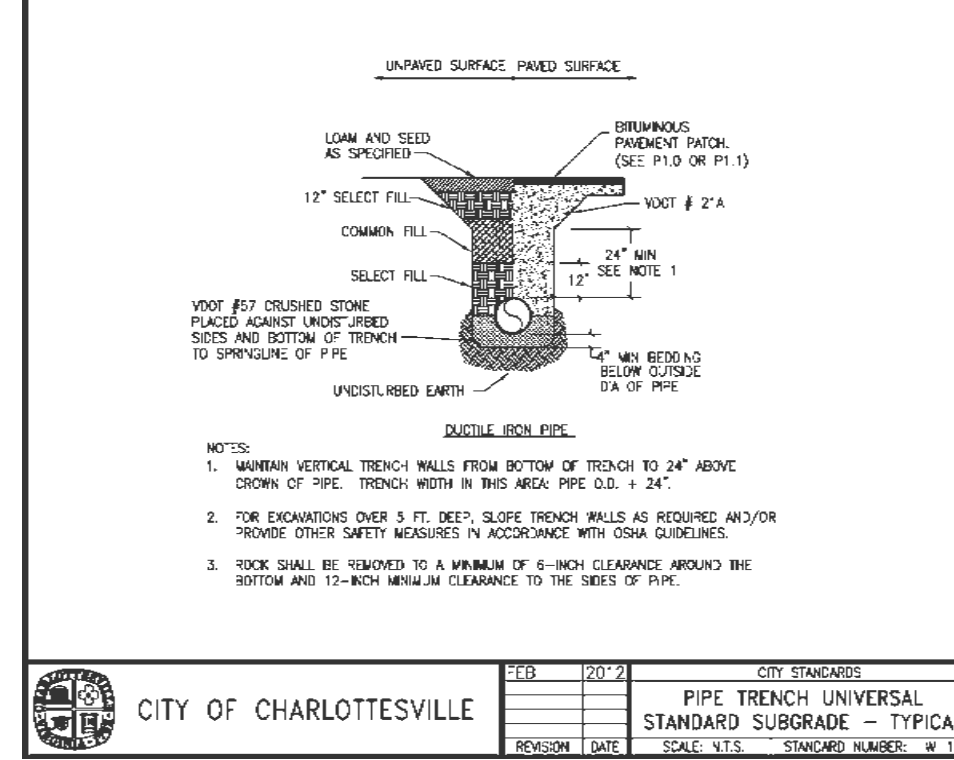 UNPAVED SURFACE PAVED SURFACE
LOAM AND SEED
AS SPECIFIED
BITUMINOUS
PAVEMENT PATCH.
(SEE P1.0 OR P1.1)
12" SELECT FILL
VDOT # 21A
COMMON FILL
24" MIN
SEE NOTE 1
12"
SELECT FILL
VDOT #57 CRUSHED STONE
PLACED AGAINST UNDISTURBED
SIDES AND BOTTOM OF TRENCH
TO SPRINGLINE OF PIPE
4" MIN BEDDING
BELOW OUTSIDE
DIA OF PIPE
UNDISTURBED EARTH
DUCTILE IRON PIPE
NOTES:
1. MAINTAIN VERTICAL TRENCH WALLS FROM BOTTOM OF TRENCH TO 24" ABOVE
CROWN OF PIPE. TRENCH WIDTH IN THIS AREA: PIPE O.D. + 24".
2. FOR EXCAVATIONS OVER 5 FT. DEEP, SLOPE TRENCH WALLS AS REQUIRED AND/OR
PROVIDE OTHER SAFETY MEASURES IN ACCORDANCE WITH OSHA GUIDELINES.
3. ROCK SHALL BE REMOVED TO A MINIMUM OF 6-INCH CLEARANCE AROUND THE
BOTTOM AND 12-INCH MINIMUM CLEARANCE TO THE SIDES OF PIPE.
CITY OF CHARLOTTESVILLE
FEB 2012
REVISION DATE
CITY STANDARDS
PIPE TRENCH UNIVERSAL
STANDARD SUBGRADE - TYPICA
SCALE: N.T.S. STANDARD NUMBER: W 1